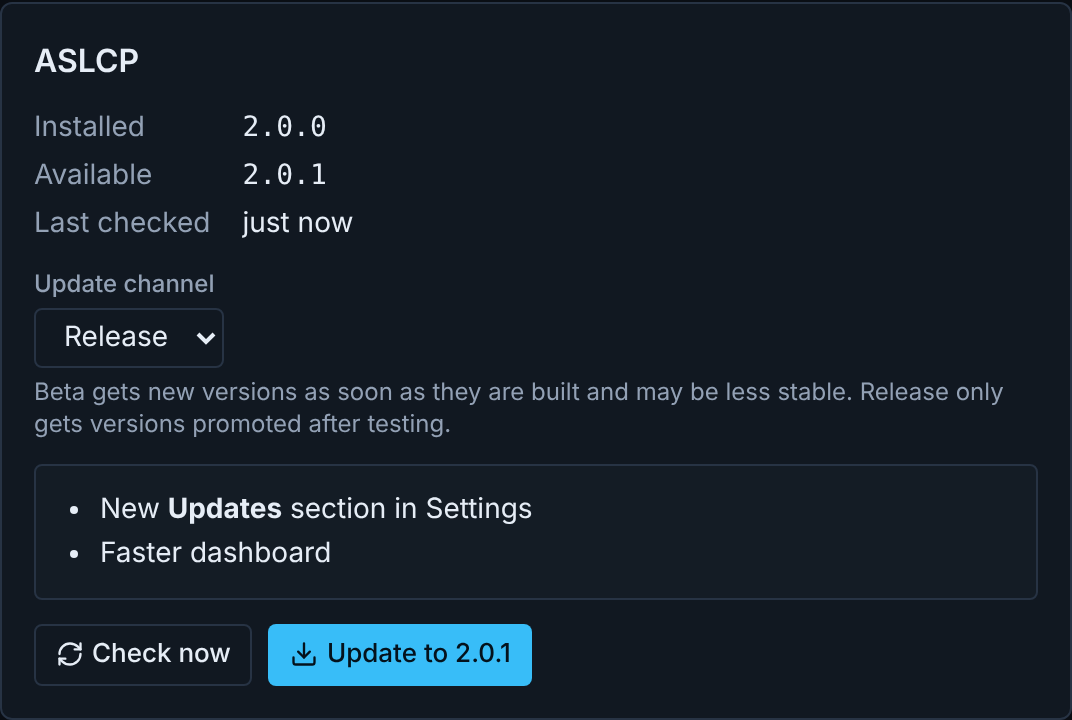 ASLCP
Installed 2.0.0
Available 2.0.1
Last checked just now
Update channel
Release
Beta gets new versions as soon as they are built and may be less stable. Release only
gets versions promoted after testing.
• New Updates section in Settings
• Faster dashboard
Check now Update to 2.0.1